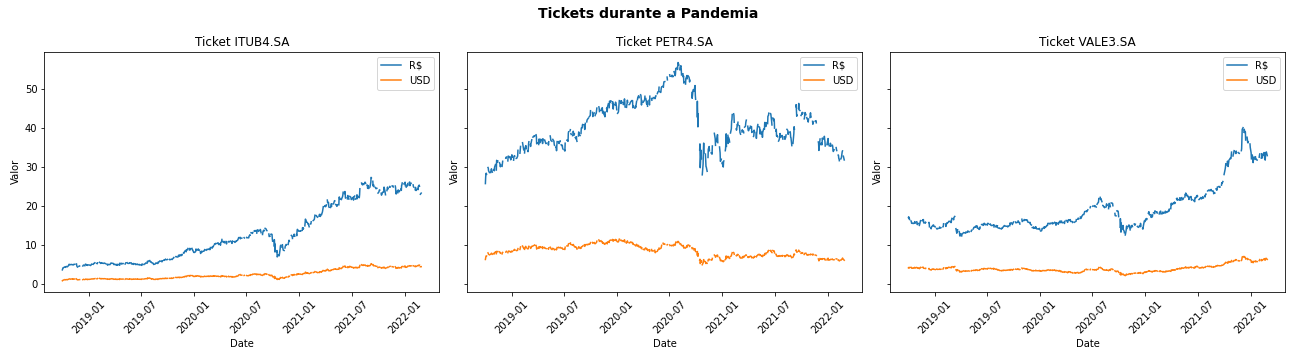 Tickets durante a Pandemia
Ticket ITUB4.SA
R$
USD
Valor
50
40
30
20
10
0
2019-01
2019-07
2020-01
2020-07
2021-01
2021-07
2022-01
Date
Ticket PETR4.SA
R$
USD
Valor
2019-01
2019-07
2020-01
2020-07
2021-01
2021-07
2022-01
Date
Ticket VALE3.SA
R$
USD
Valor
2019-01
2019-07
2020-01
2020-07
2021-01
2021-07
2022-01
Date